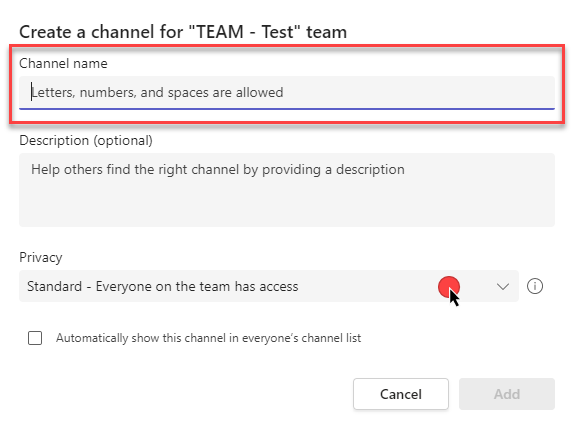 Create a channel for "TEAM - Test" team
Channel name
Letters, numbers, and spaces are allowed
Description (optional)
Help others find the right channel by providing a description
Privacy
Standard - Everyone on the team has access
Automatically show this channel in everyone's channel list
Cancel
Add